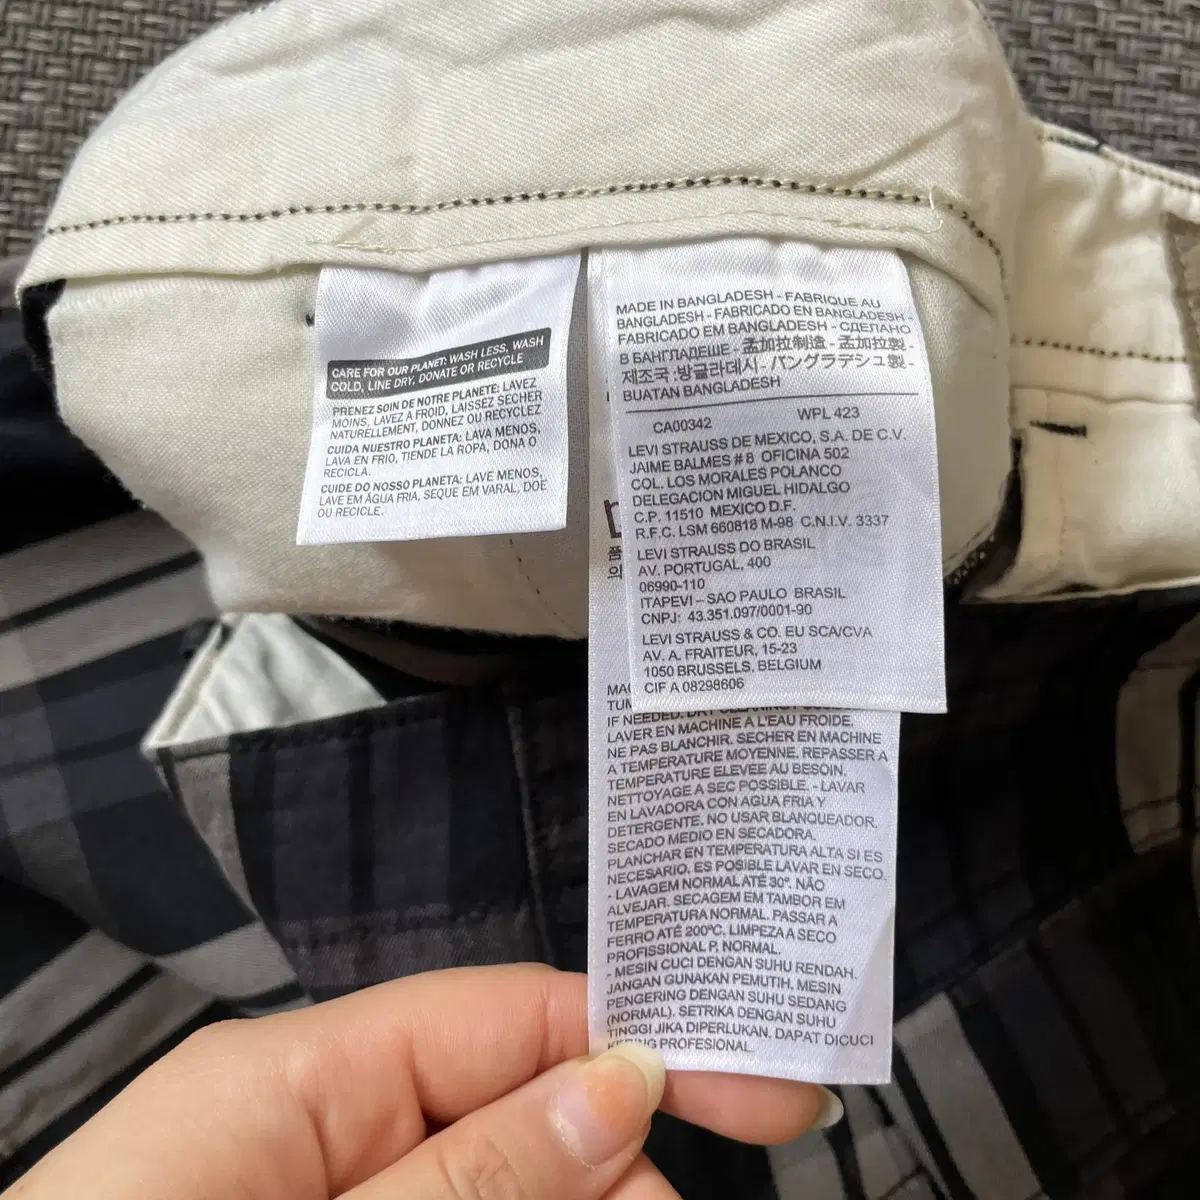 CARE FOR OUR PLANET: WASH LESS, WASH
COLD, LINE DRY, DONATE OR RECYCLE
PRENEZ SOIN DE NOTRE PLANETE: LAVEZ
MOINS, LAVEZ A FROID, LAISSEZ SECHER
NATURELLEMENT, DONNEZ OU RECYCLEZ
CUIDA NUESTRO PLANETA: LAVA MENOS,
LAVA EN FRIO, TIENDE LA ROPA, DONA O
RECICLA.
CUIDE DO NOSSO PLANETA: LAVE MENOS,
LAVE EM ÁGUA FRIA, SEQUE EM VARAL, DOE
OU RECICLE.
MADE IN BANGLADESH - FABRIQUE AU
BANGLADESH - FABRICADO EN BANGLADESH -
FABRICADO EM BANGLADESH - СДЕЛАНО
В БАНГЛАДЕШЕ - 孟加拉制造 - 孟加拉製 -
제조국 :방글라데시 - バングラデシュ製 -
BUATAN BANGLADESH
CA00342 WPL 423
LEVI STRAUSS DE MEXICO, S.A. DE C.V.
JAIME BALMES # 8 OFICINA 502
COL. LOS MORALES POLANCO
DELEGACION MIGUEL HIDALGO
C.P. 11510 MEXICO D.F.
R.F.C. LSM 660818 M-98 C.N.I.V. 3337
LEVI STRAUSS DO BRASIL
AV. PORTUGAL, 400
06990-110
ITAPEVI – SAO PAULO BRASIL
CNPJ: 43.351.097/0001-90
LEVI STRAUSS & CO. EU SCA/CVA
AV. A. FRAITEUR, 15-23
1050 BRUSSELS, BELGIUM
CIF A 08298606
IF NEEDED. DRY
LAVER EN MACHINE A L'EAU FROIDE.
NE PAS BLANCHIR. SECHER EN MACHINE
A TEMPERATURE MOYENNE. REPASSER A
TEMPERATURE ELEVEE AU BESOIN.
NETTOYAGE A SEC POSSIBLE. - LAVAR
EN LAVADORA CON AGUA FRIA Y
DETERGENTE. NO USAR BLANQUEADOR.
SECADO MEDIO EN SECADORA.
PLANCHAR EN TEMPERATURA ALTA SI ES
NECESARIO. ES POSIBLE LAVAR EN SECO.
- LAVAGEM NORMAL ATÉ 30º. NÃO
ALVEJAR. SECAGEM EM TAMBOR EM
TEMPERATURA NORMAL. PASSAR A
FERRO ATÉ 200ºC. LIMPEZA A SECO
PROFISSIONAL P, NORMAL.
- MESIN CUCI DENGAN SUHU RENDAH.
JANGAN GUNAKAN PEMUTIH. MESIN
PENGERING DENGAN SUHU SEDANG
(NORMAL). SETRIKA DENGAN SUHU
TINGGI JIKA DIPERLUKAN. DAPAT DICUCI
KERING PROFESIONAL.